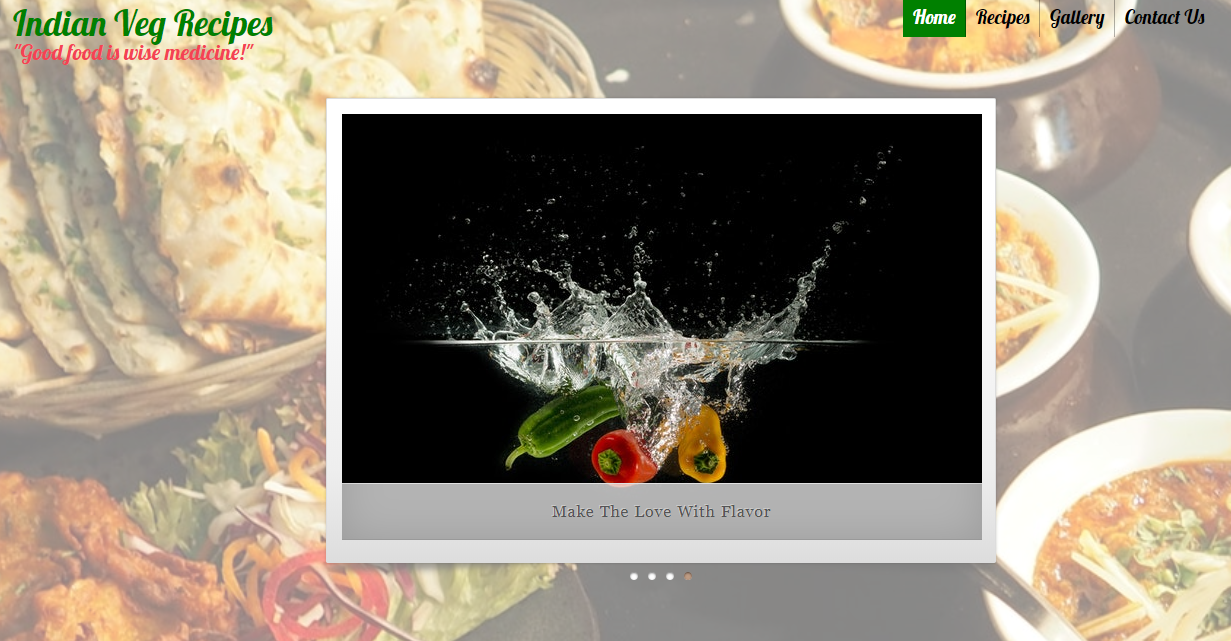 Indian Veg Recipes
"Good food is wise medicine!"
Home Recipes Gallery Contact Us
Make The Love With Flavor